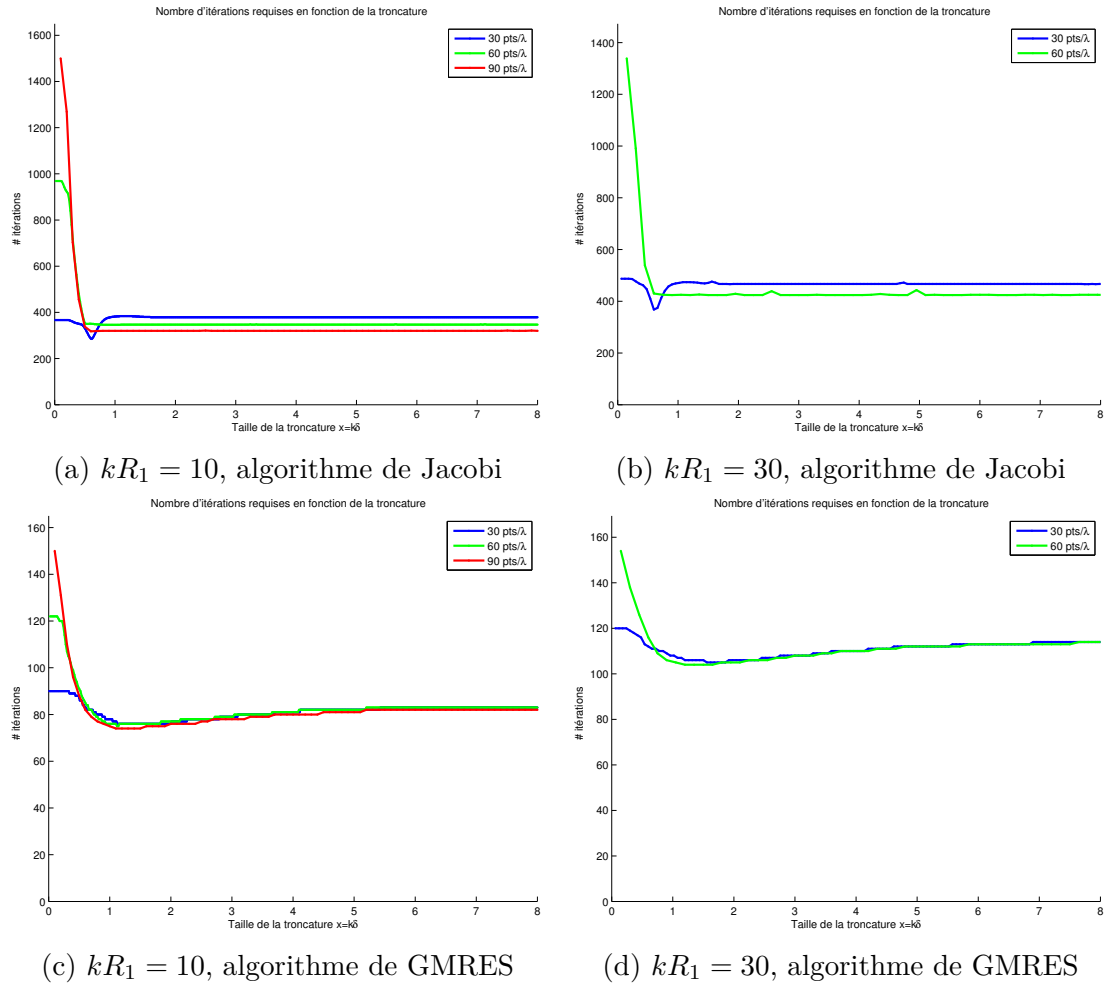 Nombre d'itérations requises en fonction de la troncature
1600
1400
1200
1000
800
600
400
200
0
# itérations
0 1 2 3 4 5 6 7 8
Taille de la troncature x=kδ
30 pts/λ
60 pts/λ
90 pts/λ
(a) kR₁ = 10, algorithme de Jacobi
Nombre d'itérations requises en fonction de la troncature
1400
1200
1000
800
600
400
200
0
# itérations
0 1 2 3 4 5 6 7 8
Taille de la troncature x=kδ
30 pts/λ
60 pts/λ
(b) kR₁ = 30, algorithme de Jacobi
Nombre d'itérations requises en fonction de la troncature
160
140
120
100
80
60
40
20
0
# itérations
0 1 2 3 4 5 6 7 8
Taille de la troncature x=kδ
30 pts/λ
60 pts/λ
90 pts/λ
(c) kR₁ = 10, algorithme de GMRES
Nombre d'itérations requises en fonction de la troncature
160
140
120
100
80
60
40
20
0
# itérations
0 1 2 3 4 5 6 7 8
Taille de la troncature x=kδ
30 pts/λ
60 pts/λ
(d) kR₁ = 30, algorithme de GMRES